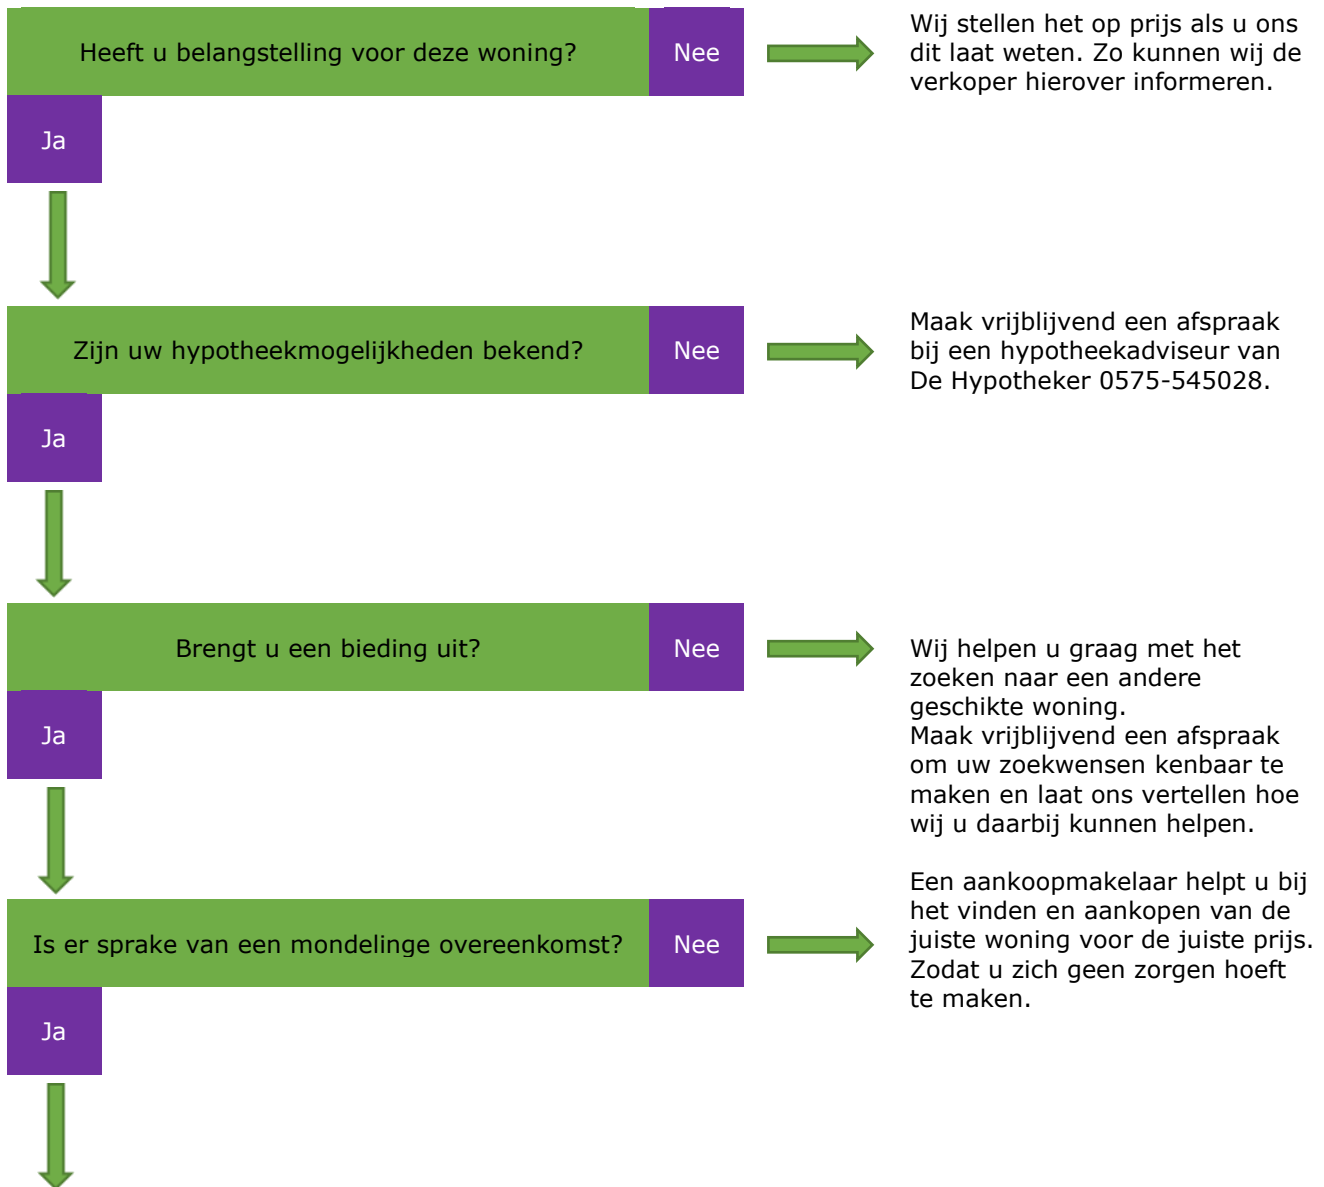 Heeft u belangstelling voor deze woning?
Nee
Wij stellen het op prijs als u ons
dit laat weten. Zo kunnen wij de
verkoper hierover informeren.
Ja
Zijn uw hypotheekmogelijkheden bekend?
Nee
Maak vrijblijvend een afspraak
bij een hypotheekadviseur van
De Hypotheker 0575-545028.
Ja
Brengt u een bieding uit?
Nee
Wij helpen u graag met het
zoeken naar een andere
geschikte woning.
Maak vrijblijvend een afspraak
om uw zoekwensen kenbaar te
maken en laat ons vertellen hoe
wij u daarbij kunnen helpen.
Ja
Is er sprake van een mondelinge overeenkomst?
Nee
Een aankoopmakelaar helpt u bij
het vinden en aankopen van de
juiste woning voor de juiste prijs.
Zodat u zich geen zorgen hoeft
te maken.
Ja